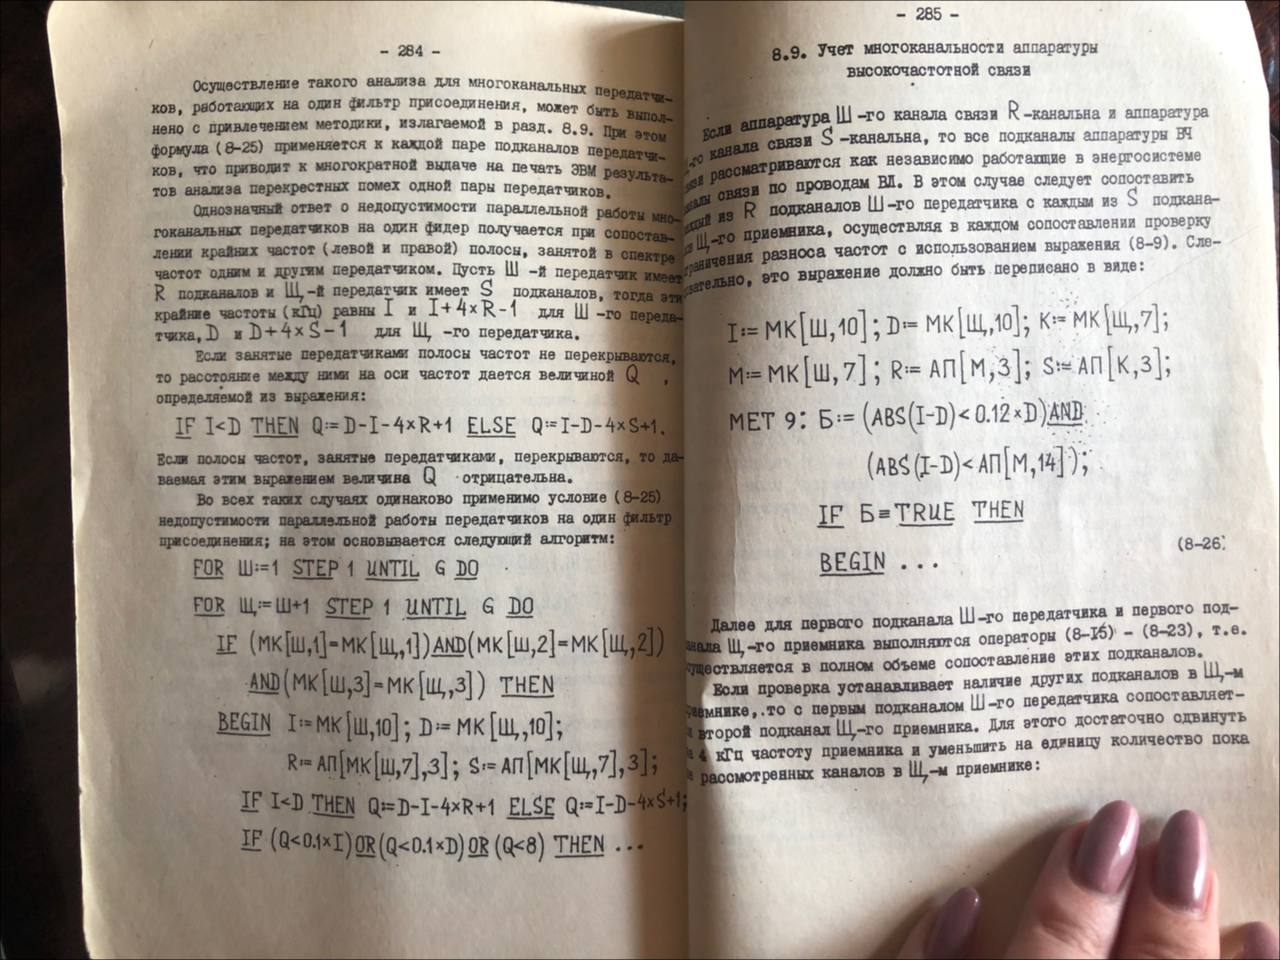 - 284 -
Осуществление такого анализа для многоканальных передатчи-
ков, работающих на один фильтр присоединения, может быть выпол-
нено с привлечением методики, излагаемой в разд. 8.9. При этом
формула (8-25) применяется к каждой паре подканалов передатчи-
ков, что приводит к многократной выдаче на печать ЭВМ результа-
тов анализа перекрестных помех одной пары передатчиков.
Однозначный ответ о недопустимости параллельной работы мно-
гоканальных передатчиков на один фидер получается при сопостав-
лении крайних частот (левой и правой) полосы, занятой в спектре
частот одним и другим передатчиком. Пусть Ш -й передатчик имеет
R подканалов и Щ-й передатчик имеет S подканалов, тогда эти
крайние частоты (кГц) равны I и I+4×R-1 для Ш -го переда-
тчика, D и D+4×S-1 для Щ -го передатчика.
Если занятые передатчиками полосы частот не перекрываются,
то расстояние между ними на оси частот дается величиной Q ,
определяемой из выражения:
IF I<D THEN Q:=D-I-4×R+1 ELSE Q:=I-D-4×S+1.
Если полосы частот, занятые передатчиками, перекрываются, то да-
ваемая этим выражением величина Q отрицательна.
Во всех таких случаях одинаково применимо условие (8-25)
недопустимости параллельной работы передатчиков на один фильтр
присоединения; на этом основывается следующий алгоритм:
FOR Ш:=1 STEP 1 UNTIL G DO
FOR Щ:=Ш+1 STEP 1 UNTIL G DO
IF (МК[Ш,1]=МК[Щ,1])AND(МК[Ш,2]=МК[Щ,2])
AND(МК[Ш,3]=МК[Щ,3]) THEN
BEGIN I:=МК[Ш,10]; D:=МК[Щ,10];
R:=АП[МК[Ш,7],3]; S:=АП[МК[Щ,7],3];
IF I<D THEN Q:=D-I-4×R+1 ELSE Q:=I-D-4×S+1;
IF (Q<0.1×I)OR(Q<0.1×D)OR(Q<8) THEN ...
- 285 -
8.9. Учет многоканальности аппаратуры
высокочастотной связи
Если аппаратура Ш-го канала связи R-канальна и аппаратура
-го канала связи S -канальна, то все подканалы аппаратуры ВЧ
рассматриваются как независимо работающие в энергосистеме
связи по проводам ВЛ. В этом случае следует сопоставить
из R подканалов Ш-го передатчика с каждым из S подкана-
Щ-го приемника, осуществляя в каждом сопоставлении проверку
разноса частот с использованием выражения (8-9). Сле-
это выражение должно быть переписано в виде:
I:= МК[Ш,10]; D:= МК[Щ,10]; К:= МК[Щ,7];
М:= МК[Ш,7]; R:= АП[М,3]; S:= АП[К,3];
МЕТ 9: Б:= (ABS(I-D)<0.12×D)AND
(ABS(I-D)<АП[М,14]);
IF Б≡TRUE THEN
(8-26)
BEGIN ...
Далее для первого подканала Ш-го передатчика и первого под-
Щ-го приемника выполняются операторы (8-16) - (8-23), т.е.
в полном объеме сопоставление этих подканалов.
Если проверка устанавливает наличие других подканалов в Щ-м
то с первым подканалом Ш-го передатчика сопоставляет-
второй подканал Щ-го приемника. Для этого достаточно сдвинуть
4 кГц частоту приемника и уменьшить на единицу количество пока
рассмотренных каналов в Щ-м приемнике: